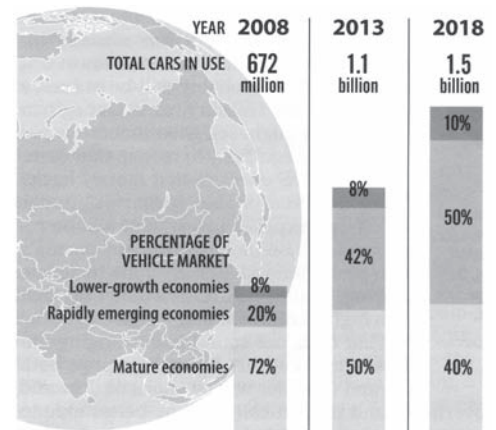 YEAR 2008 2013 2018
TOTAL CARS IN USE 672 1.1 1.5
million billion billion
10%
8% 50%
PERCENTAGE OF
VEHICLE MARKET 42%
Lower-growth economies 8%
Rapidly emerging economies 20%
Mature economies 72% 50% 40%